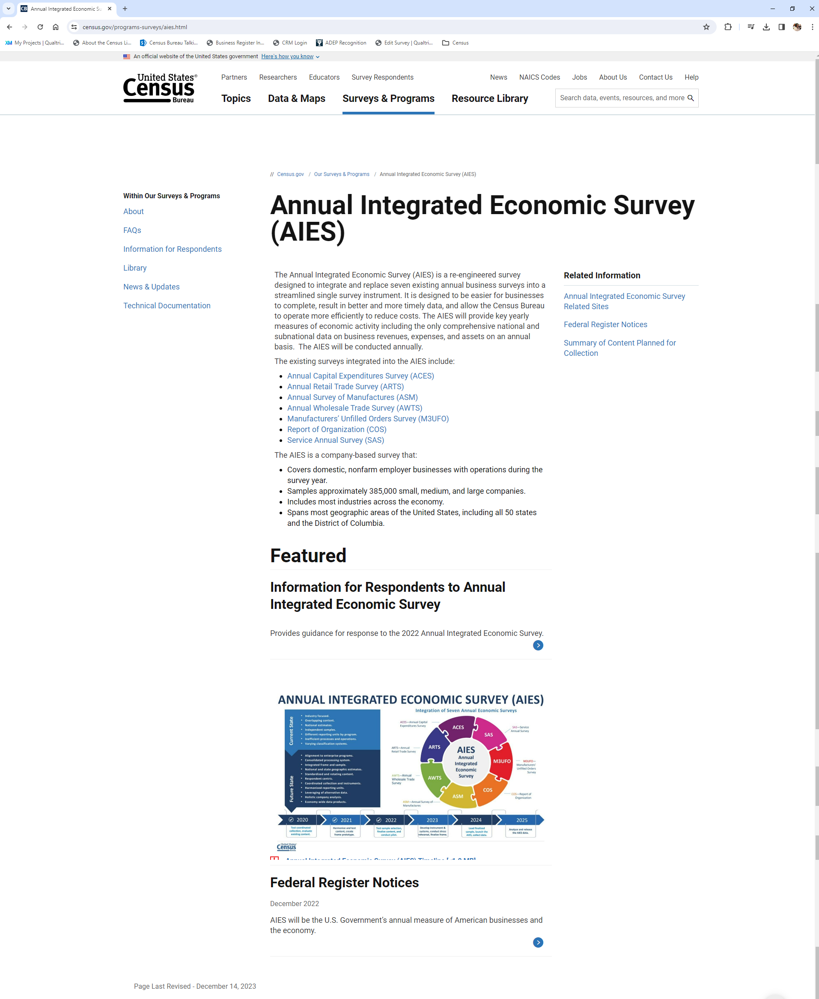 Annual Integrated Economic Su
census.gov/programs-surveys/aies.html
My Projects | Qualtri...
About the Census Li...
Census Bureau Talki...
Business Register In...
CRM Login
ADEP Recognition
Edit Survey | Qualtri...
Census
An official website of the United States government Here's how you know
United States®
Census
Bureau
Partners Researchers Educators Survey Respondents
News NAICS Codes Jobs About Us Contact Us Help
Topics Data & Maps Surveys & Programs Resource Library
Search data, events, resources, and more
// Census.gov / Our Surveys & Programs / Annual Integrated Economic Survey (AIES)
Within Our Surveys & Programs
About
FAQs
Information for Respondents
Library
News & Updates
Technical Documentation
Annual Integrated Economic Survey
(AIES)
The Annual Integrated Economic Survey (AIES) is a re-engineered survey
designed to integrate and replace seven existing annual business surveys into a
streamlined single survey instrument. It is designed to be easier for businesses
to complete, result in better and more timely data, and allow the Census Bureau
to operate more efficiently to reduce costs. The AIES will provide key yearly
measures of economic activity including the only comprehensive national and
subnational data on business revenues, expenses, and assets on an annual
basis. The AIES will be conducted annually.
The existing surveys integrated into the AIES include:
• Annual Capital Expenditures Survey (ACES)
• Annual Retail Trade Survey (ARTS)
• Annual Survey of Manufactures (ASM)
• Annual Wholesale Trade Survey (AWTS)
• Manufacturers’ Unfilled Orders Survey (M3UFO)
• Report of Organization (COS)
• Service Annual Survey (SAS)
The AIES is a company-based survey that:
• Covers domestic, nonfarm employer businesses with operations during the
survey year.
• Samples approximately 385,000 small, medium, and large companies.
• Includes most industries across the economy.
• Spans most geographic areas of the United States, including all 50 states
and the District of Columbia.
Related Information
Annual Integrated Economic Survey
Related Sites
Federal Register Notices
Summary of Content Planned for
Collection
Featured
Information for Respondents to Annual
Integrated Economic Survey
Provides guidance for response to the 2022 Annual Integrated Economic Survey.
ANNUAL INTEGRATED ECONOMIC SURVEY (AIES)
Current State
• Industry focused.
• Overlapping content.
• National estimates.
• Independent samples.
• Different reporting units by program.
• Inefficient processes and operations.
• Varying classification systems.
Future State
• Alignment to enterprise programs.
• Consolidated processing system.
• Integrated frame and sample.
• National and state geographic estimates.
• Standardized and rotating content.
• Respondent centric.
• Coordinated collection and instruments.
• Harmonized reporting units.
• Leveraging of alternative data.
• Holistic company analysis.
• Economy-wide data products.
Integration of Seven Annual Economic Surveys
ACES—Annual Capital
Expenditures Survey
SAS—Service
Annual Survey
ARTS—Annual
Retail Trade Survey
M3UFO—
Manufacturers'
Unfilled Orders
Survey
AWTS—Annual
Wholesale Trade
Survey
COS—Report of
Organization
ASM—Annual Survey of
Manufactures
ACES
SAS
ARTS
M3UFO
AWTS
COS
ASM
AIES
Annual
Integrated
Economic
Survey
2020 2021 2022 2023 2024 2025
Test coordinated
collection, evaluate
existing content.
Harmonize and test
content, create
frame prototype.
Test sample selection,
finalize content, and
conduct pilot.
Develop instrument &
systems, conduct dress
rehearsal, finalize frame.
Load finalized
sample, launch the
AIES, collect data.
Analyze and release
the AIES data.
United States®
Census
Bureau
Annual Integrated Economic Survey (AIES) Timeline [<1.0 MB]
Federal Register Notices
December 2022
AIES will be the U.S. Government’s annual measure of American businesses and
the economy.
Page Last Revised - December 14, 2023